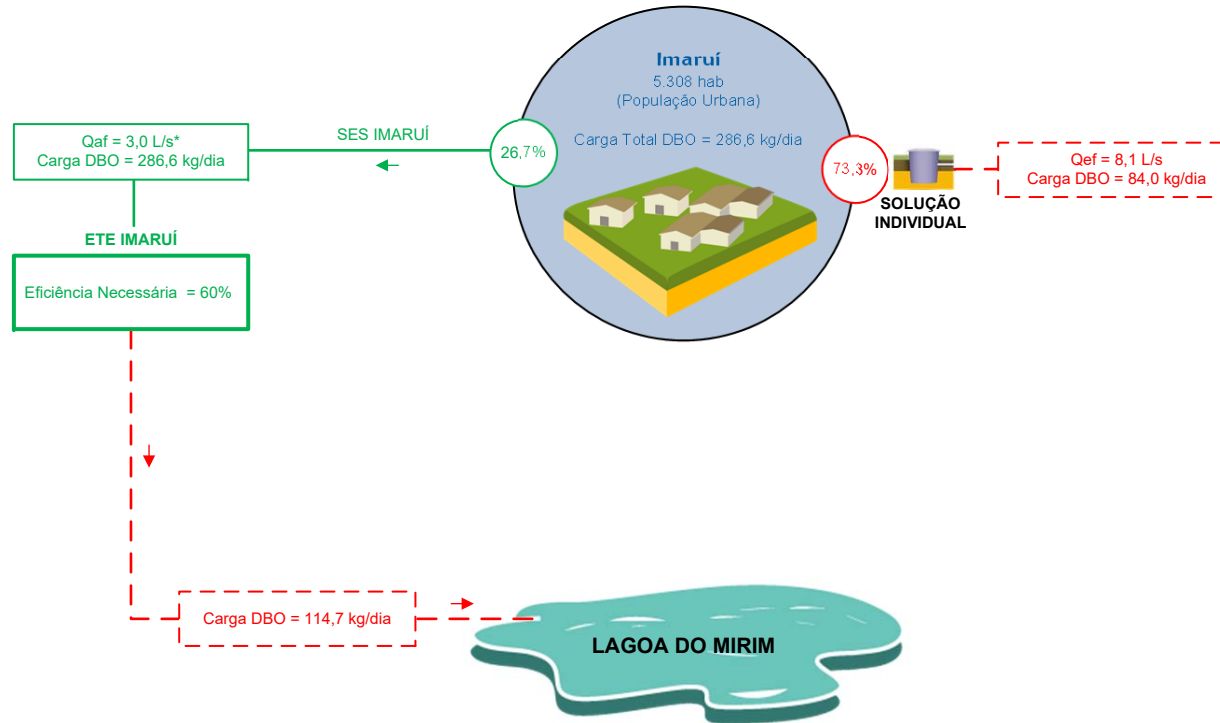 Imaruí
5.308 hab
(População Urbana)
Carga Total DBO = 286,6 kg/dia
SES IMARUÍ
26,7%
73,3%
Qaf = 3,0 L/s*
Carga DBO = 286,6 kg/dia
Qef = 8,1 L/s
Carga DBO = 84,0 kg/dia
SOLUÇÃO
INDIVIDUAL
ETE IMARUÍ
Eficiência Necessária = 60%
Carga DBO = 114,7 kg/dia
LAGOA DO MIRIM